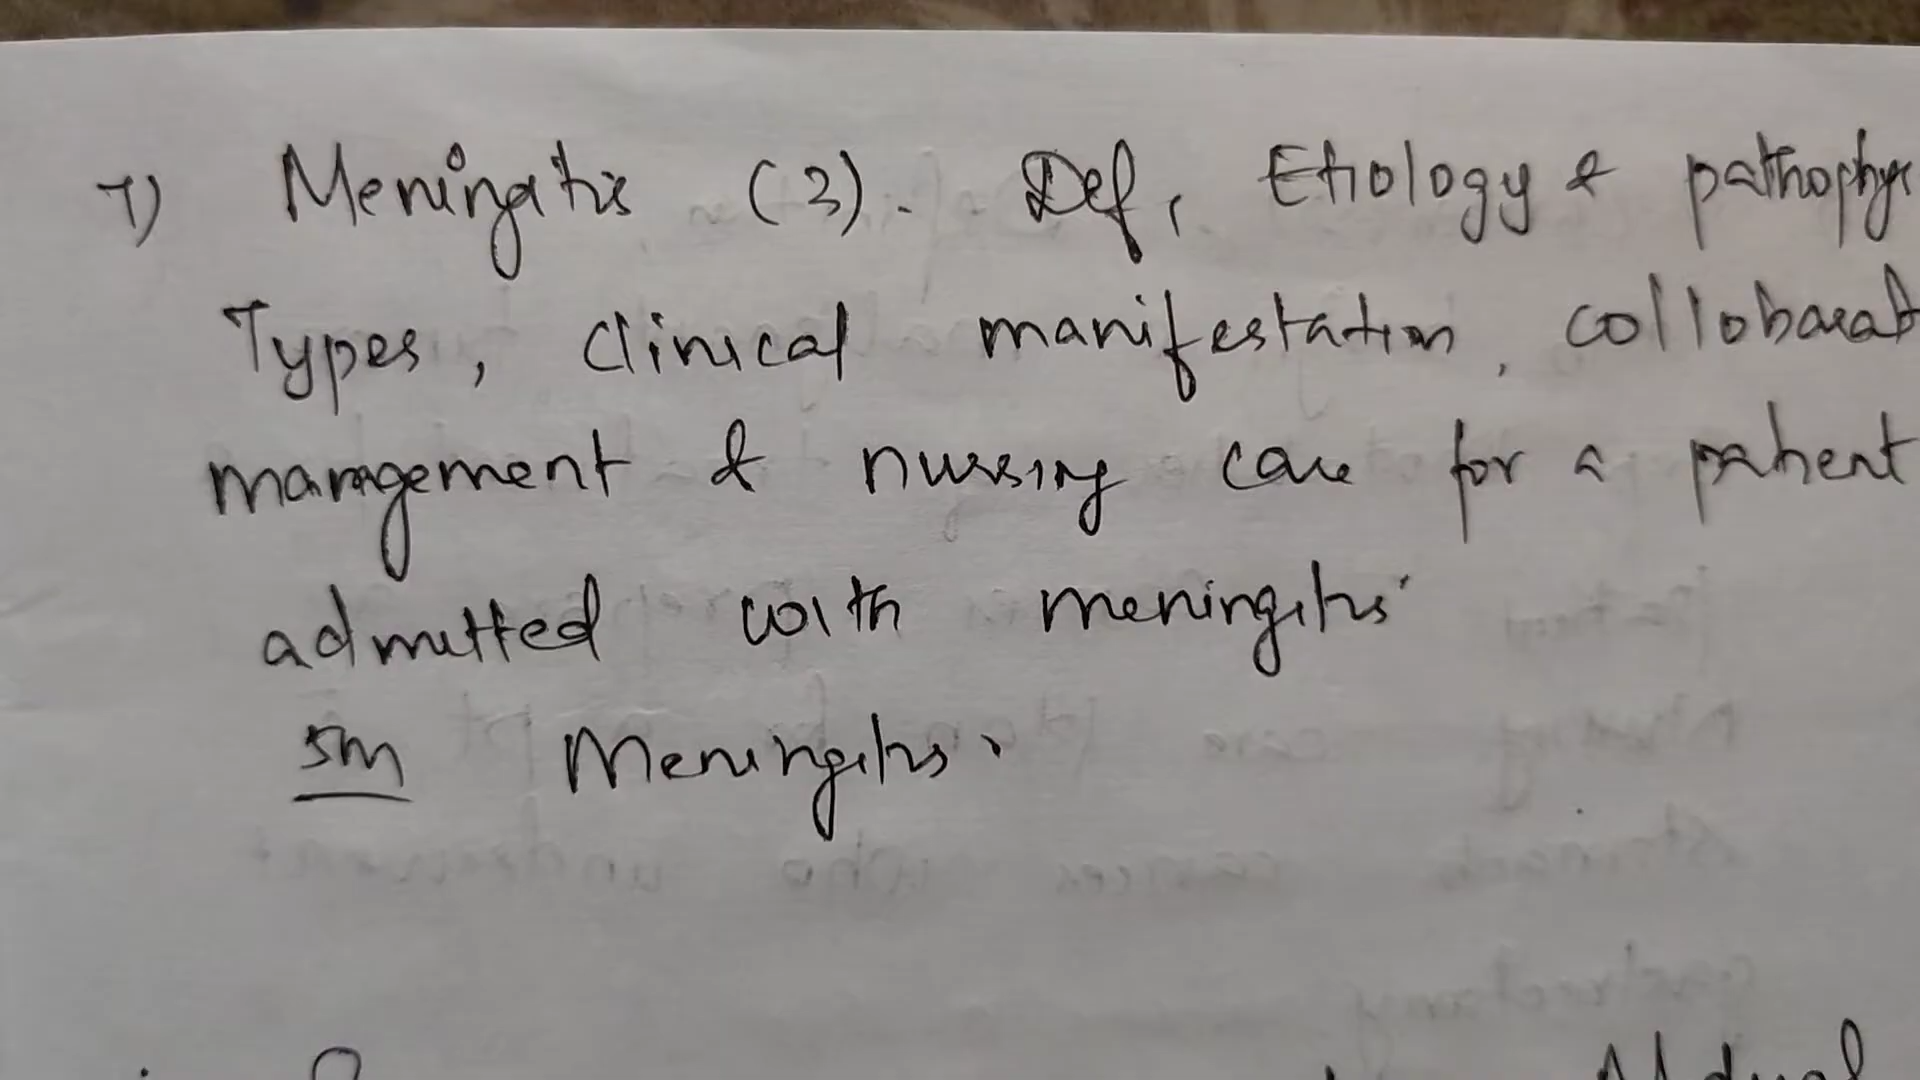 7) Meningitis (3). Def, Etiology & pathophy
Types, clinical manifestation, collobarat
management & nursing care for a patient
admitted with meningitis.
5m Meningitis.